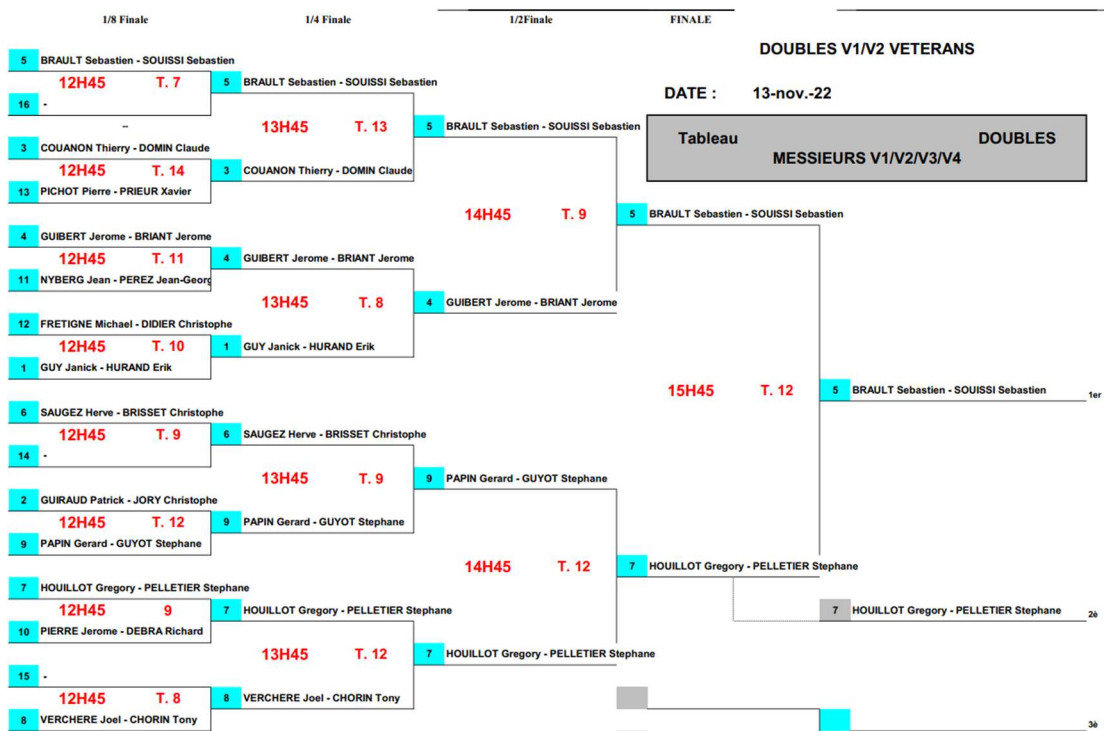 1/8 Finale 1/4 Finale 1/2Finale FINALE
DOUBLES V1/V2 VETERANS
DATE : 13-nov.-22
Tableau DOUBLES
MESSIEURS V1/V2/V3/V4
5 BRAULT Sebastien - SOUISSI Sebastien
12H45 T. 7
16 -
--
3 COUANON Thierry - DOMIN Claude
12H45 T. 14
13 PICHOT Pierre - PRIEUR Xavier
4 GUIBERT Jerome - BRIANT Jerome
12H45 T. 11
11 NYBERG Jean - PEREZ Jean-Georg
12 FRETIGNE Michael - DIDIER Christophe
12H45 T. 10
1 GUY Janick - HURAND Erik
6 SAUGEZ Herve - BRISSET Christophe
12H45 T. 9
14 -
2 GUIRAUD Patrick - JORY Christophe
12H45 T. 12
9 PAPIN Gerard - GUYOT Stephane
7 HOUILLOT Gregory - PELLETIER Stephane
12H45 9
10 PIERRE Jerome - DEBRA Richard
15 -
12H45 T. 8
8 VERCHERE Joel - CHORIN Tony
5 BRAULT Sebastien - SOUISSI Sebastien
13H45 T. 13
3 COUANON Thierry - DOMIN Claude
4 GUIBERT Jerome - BRIANT Jerome
13H45 T. 8
1 GUY Janick - HURAND Erik
6 SAUGEZ Herve - BRISSET Christophe
13H45 T. 9
9 PAPIN Gerard - GUYOT Stephane
7 HOUILLOT Gregory - PELLETIER Stephane
13H45 T. 12
8 VERCHERE Joel - CHORIN Tony
5 BRAULT Sebastien - SOUISSI Sebastien
14H45 T. 9
4 GUIBERT Jerome - BRIANT Jerome
9 PAPIN Gerard - GUYOT Stephane
14H45 T. 12
7 HOUILLOT Gregory - PELLETIER Stephane
5 BRAULT Sebastien - SOUISSI Sebastien
15H45 T. 12
7 HOUILLOT Gregory - PELLETIER Stephane
5 BRAULT Sebastien - SOUISSI Sebastien 1er
7 HOUILLOT Gregory - PELLETIER Stephane 2è
3è